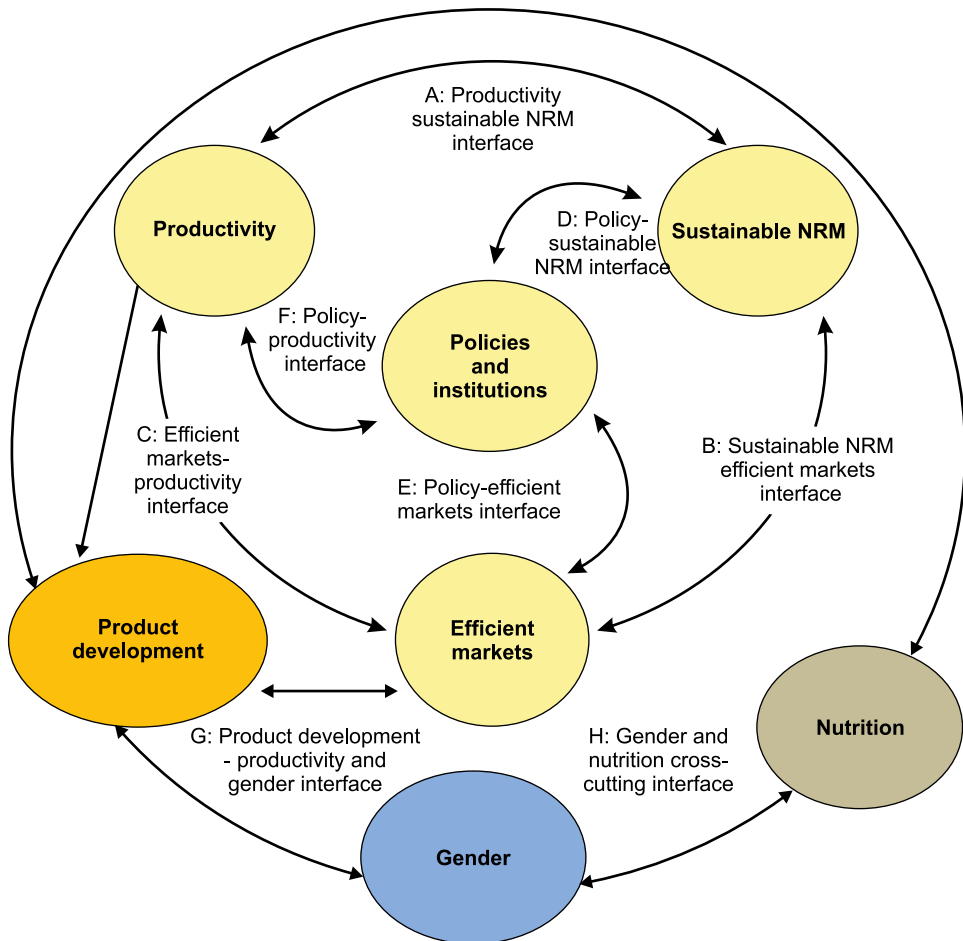 A: Productivity
sustainable NRM
interface
Productivity
Sustainable NRM
D: Policy-
sustainable
NRM interface
F: Policy-
productivity
interface
Policies
and
institutions
C: Efficient
markets-
productivity
interface
B: Sustainable NRM
efficient markets
interface
E: Policy-efficient
markets interface
Product
development
Efficient
markets
Nutrition
G: Product development
- productivity and
gender interface
H: Gender and
nutrition cross-
cutting interface
Gender